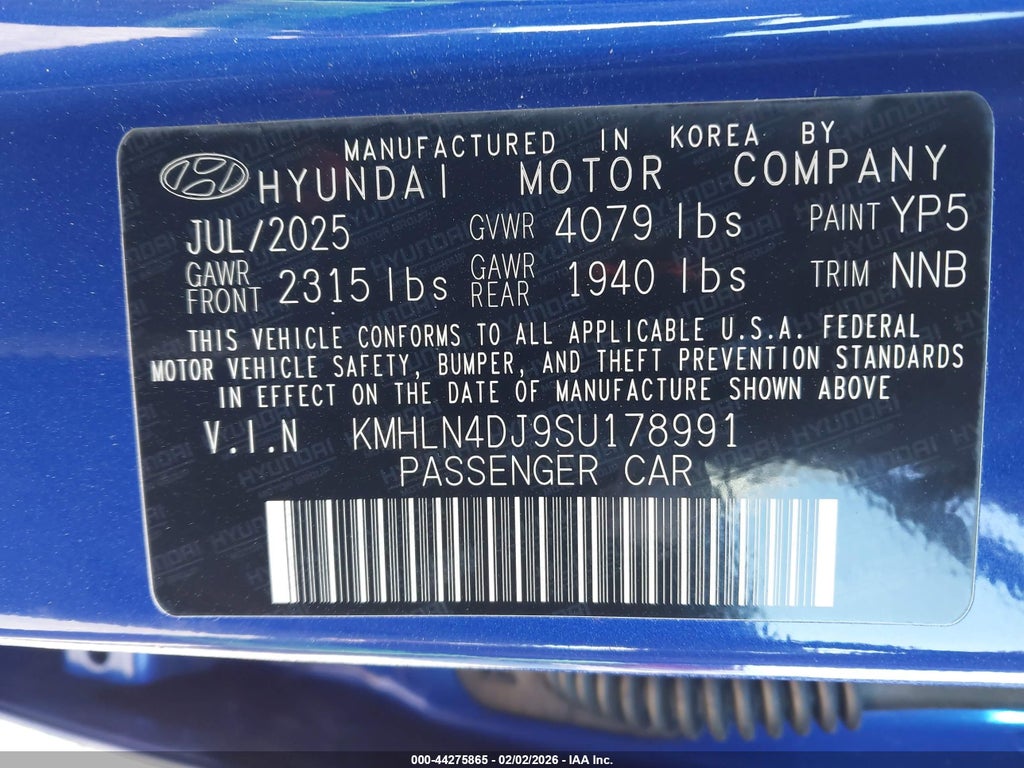 MANUFACTURED IN KOREA BY
HYUNDAI MOTOR COMPANY
JUL/2025 GVWR 4079 lbs PAINT YP5
GAWR FRONT 2315 lbs GAWR REAR 1940 lbs TRIM NNB
THIS VEHICLE CONFORMS TO ALL APPLICABLE U.S.A. FEDERAL
MOTOR VEHICLE SAFETY, BUMPER, AND THEFT PREVENTION STANDARDS
IN EFFECT ON THE DATE OF MANUFACTURE SHOWN ABOVE
V.I.N KMHLN4DJ9SU178991
PASSENGER CAR
000-44275865 - 02/02/2026 - IAA Inc.